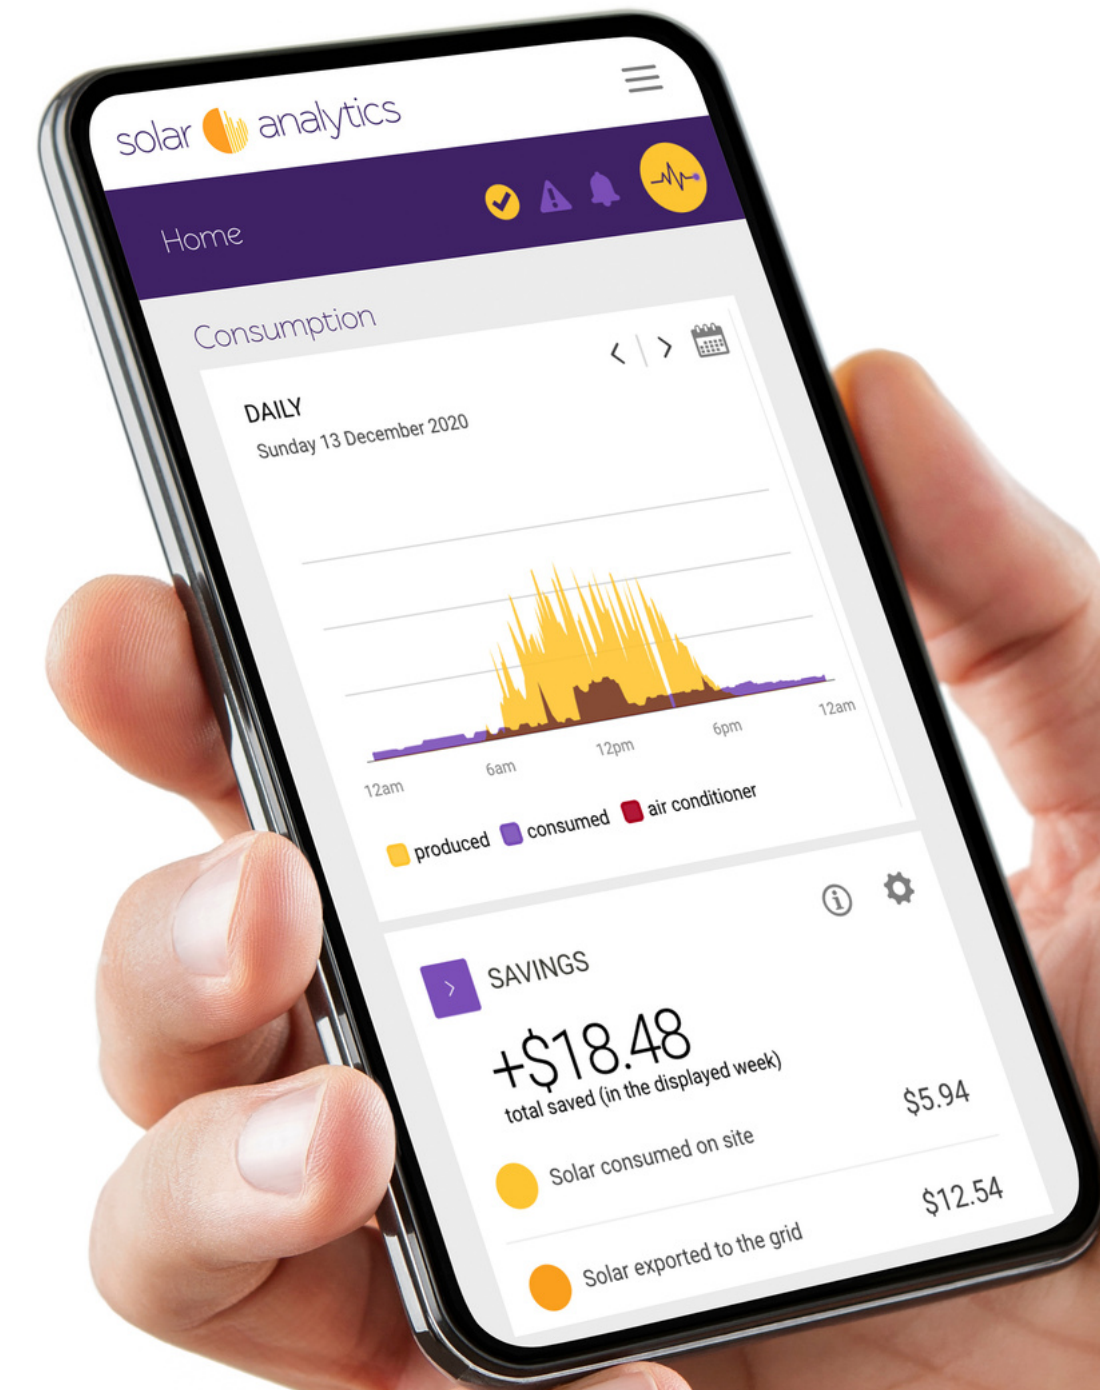 solar analytics
Home
Consumption
DAILY
Sunday 13 December 2020
12am 6am 12pm 6pm 12am
produced consumed air conditioner
SAVINGS
+$18.48
total saved (in the displayed week)
Solar consumed on site $5.94
Solar exported to the grid $12.54